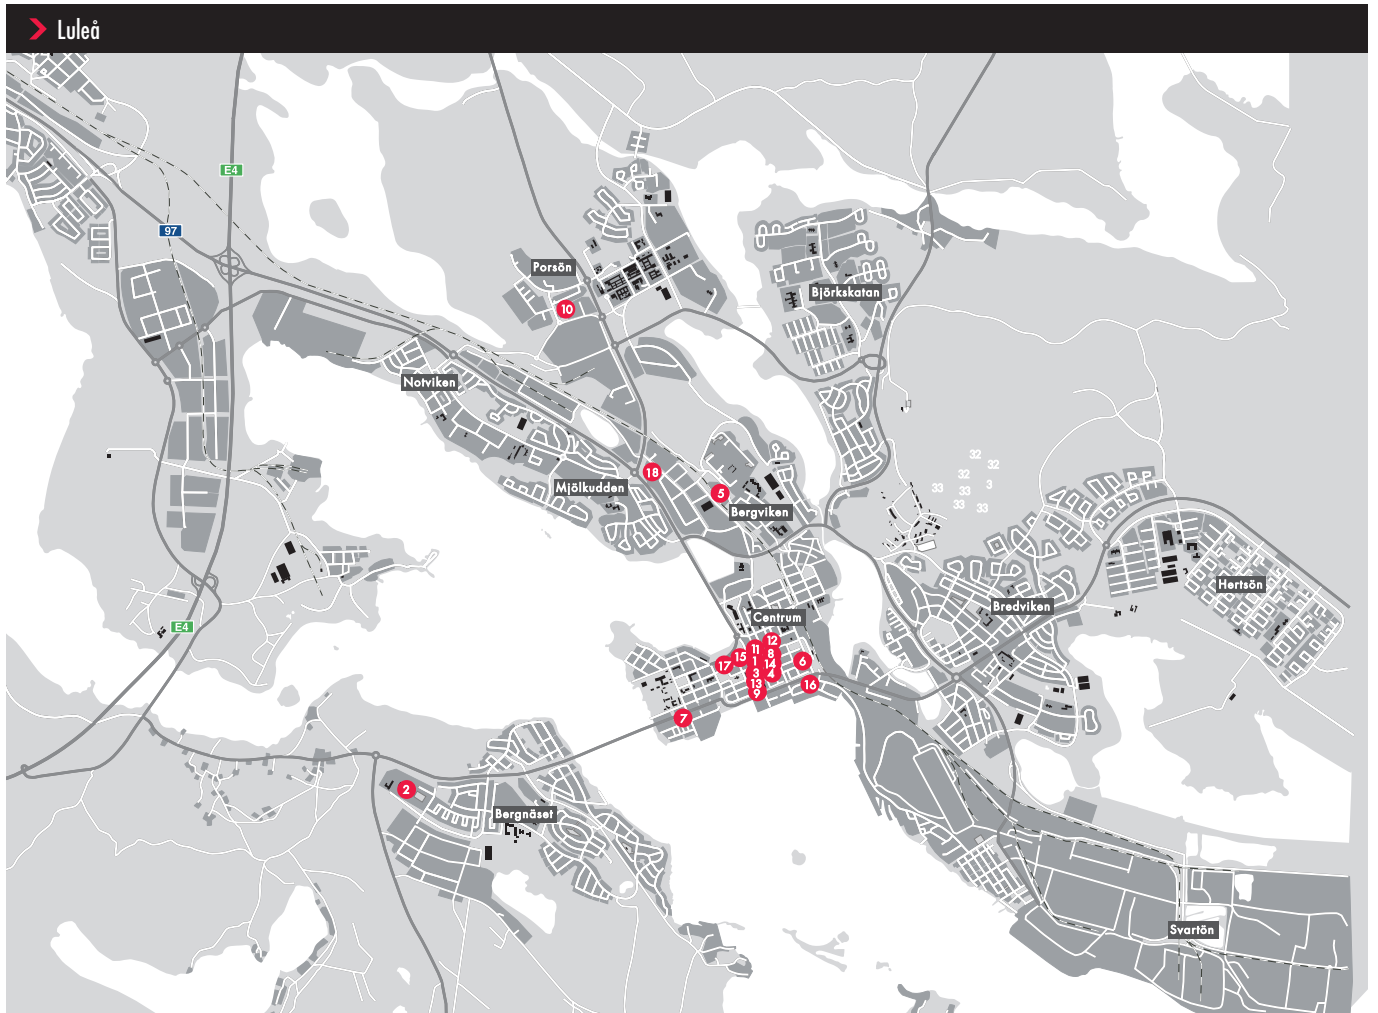 Luleå
E4
97
Porsön
10
Björkskatan
Notviken
32
32
32
3
33
33
33
33
18
5
Mjölkudden
Bergviken
Hertsön
Bredviken
E4
Centrum
12
11
8
15
1
14
6
17
3
4
13
16
9
7
2
Bergnäset
Svartön